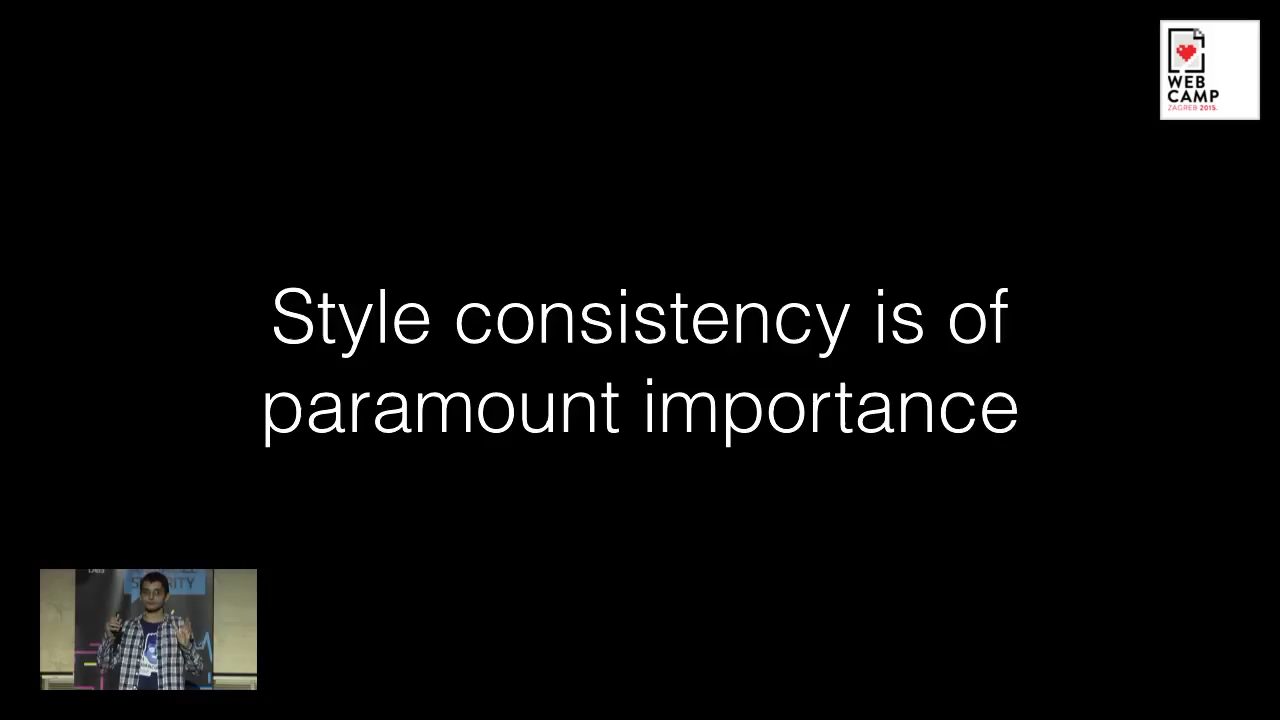 WEB
CAMP
ZAGREB 2015.
Style consistency is of
paramount importance